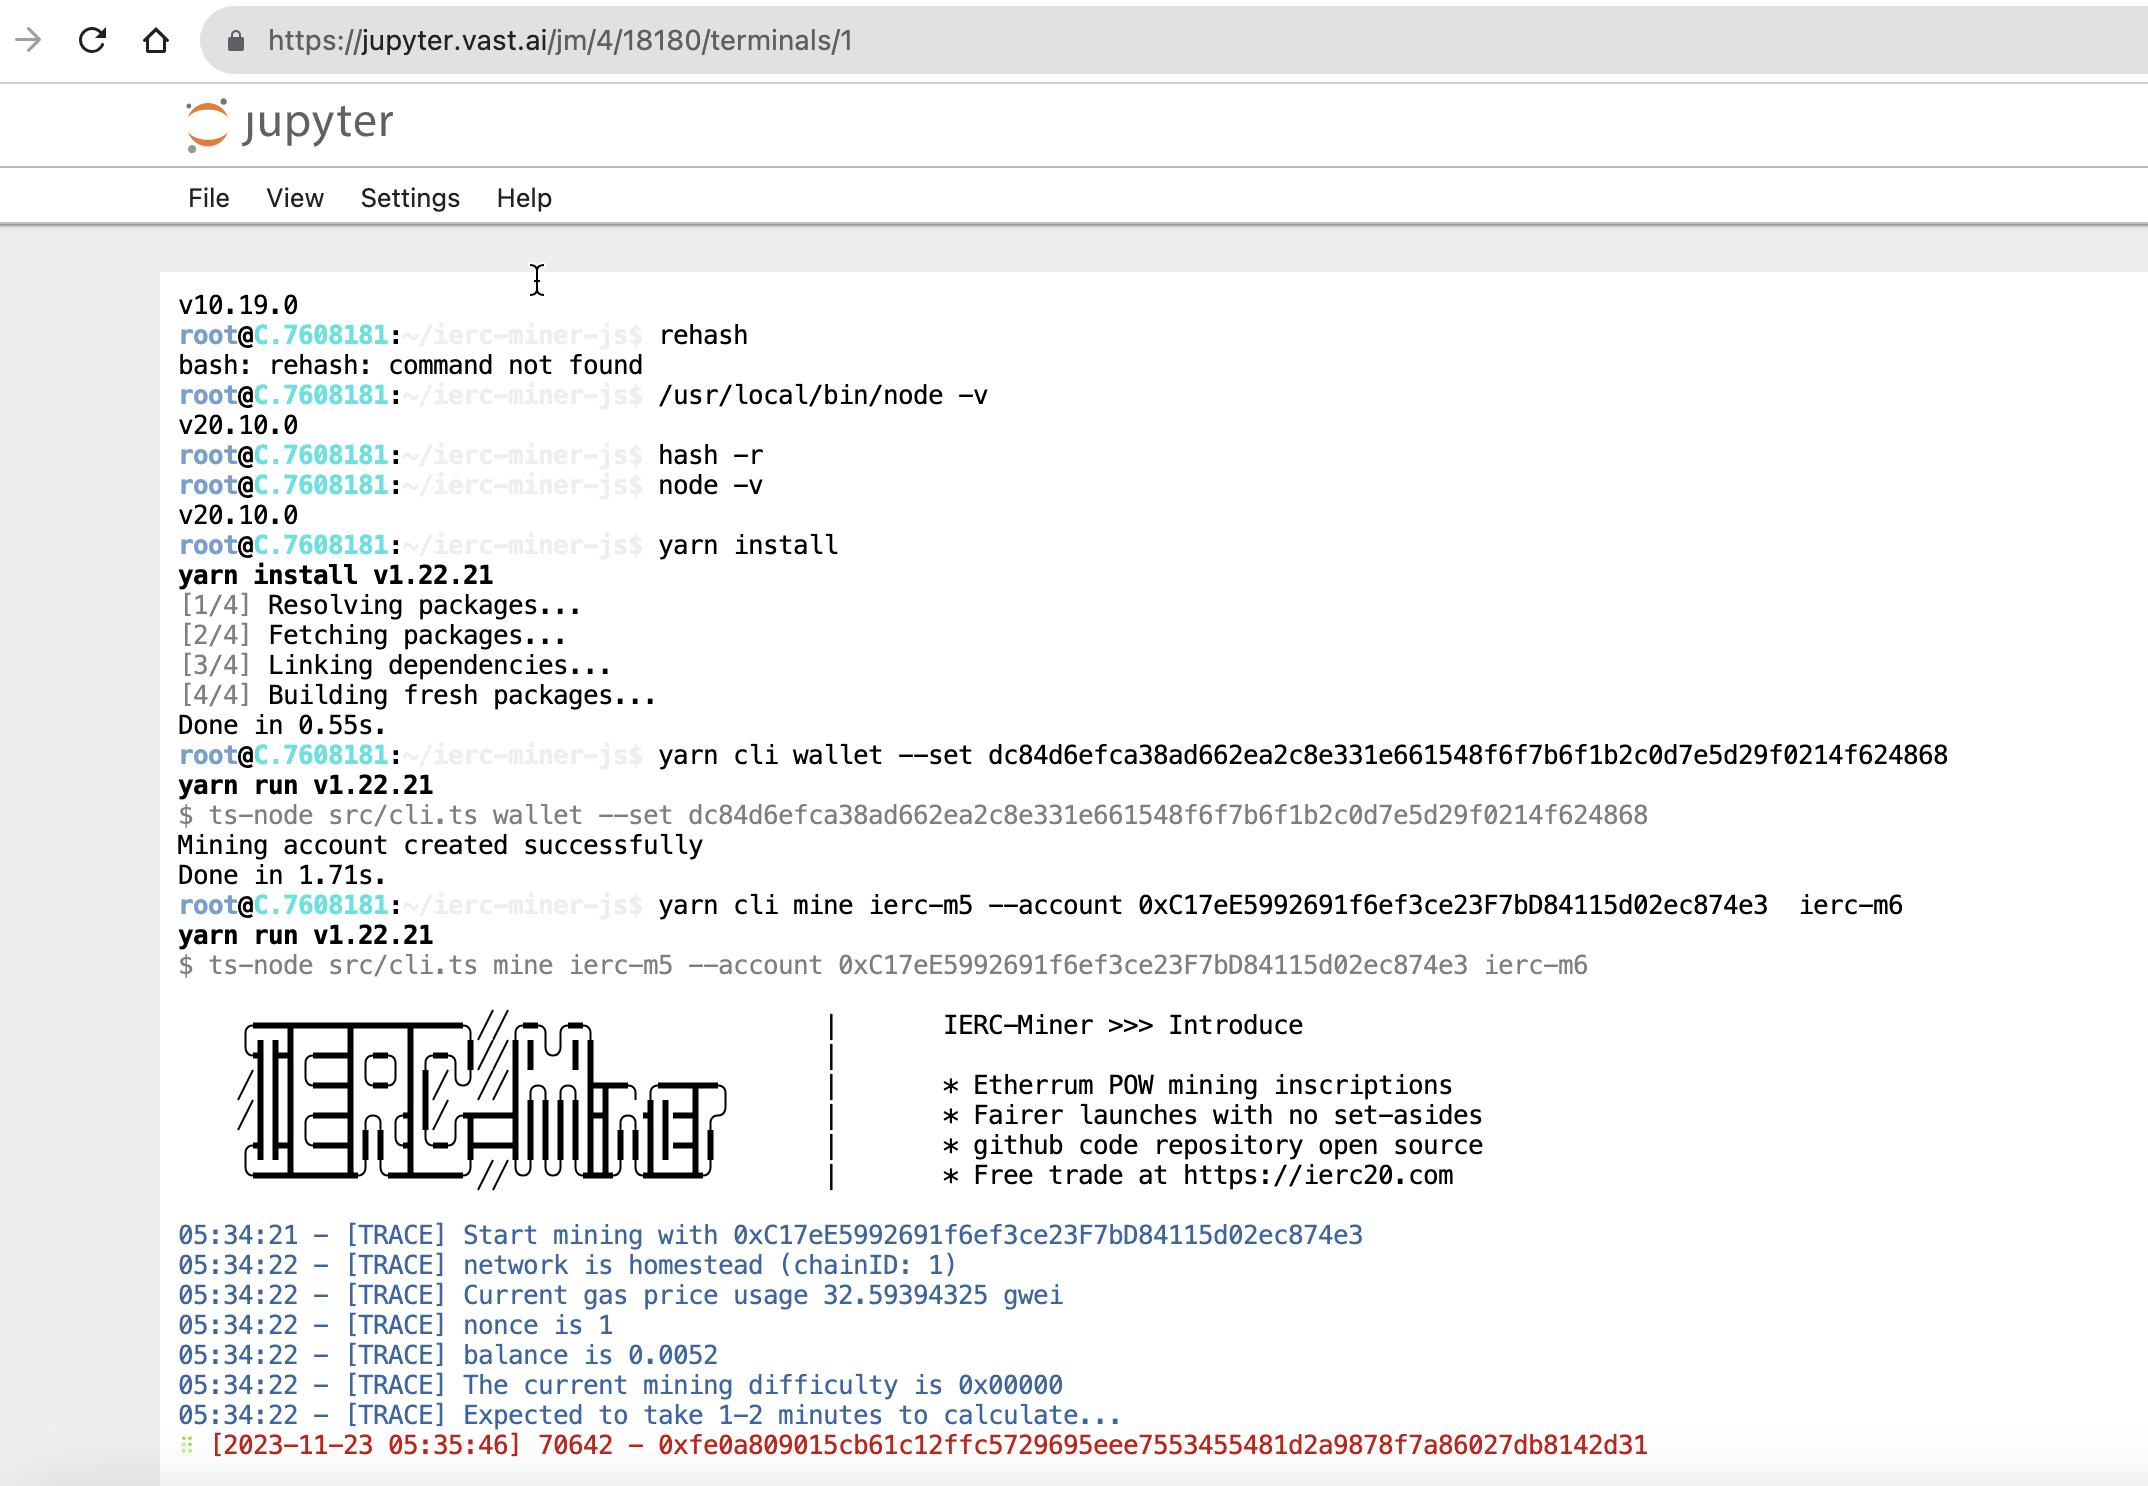 https://jupyter.vast.ai/jm/4/18180/terminals/1
jupyter
File View Settings Help
v10.19.0
root@C.7608181:~/ierc-miner-js$ rehash
bash: rehash: command not found
root@C.7608181:~/ierc-miner-js$ /usr/local/bin/node -v
v20.10.0
root@C.7608181:~/ierc-miner-js$ hash -r
root@C.7608181:~/ierc-miner-js$ node -v
v20.10.0
root@C.7608181:~/ierc-miner-js$ yarn install
yarn install v1.22.21
[1/4] Resolving packages...
[2/4] Fetching packages...
[3/4] Linking dependencies...
[4/4] Building fresh packages...
Done in 0.55s.
root@C.7608181:~/ierc-miner-js$ yarn cli wallet --set dc84d6efca38ad662ea2c8e331e661548f6f7b6f1b2c0d7e5d29f0214f624868
yarn run v1.22.21
$ ts-node src/cli.ts wallet --set dc84d6efca38ad662ea2c8e331e661548f6f7b6f1b2c0d7e5d29f0214f624868
Mining account created successfully
Done in 1.71s.
root@C.7608181:~/ierc-miner-js$ yarn cli mine ierc-m5 --account 0xC17eE5992691f6ef3ce23F7bD84115d02ec874e3  ierc-m6
yarn run v1.22.21
$ ts-node src/cli.ts mine ierc-m5 --account 0xC17eE5992691f6ef3ce23F7bD84115d02ec874e3 ierc-m6
IERC-Miner
IERC-Miner >>> Introduce
* Etherrum POW mining inscriptions
* Fairer launches with no set-asides
* github code repository open source
* Free trade at https://ierc20.com
05:34:21 - [TRACE] Start mining with 0xC17eE5992691f6ef3ce23F7bD84115d02ec874e3
05:34:22 - [TRACE] network is homestead (chainID: 1)
05:34:22 - [TRACE] Current gas price usage 32.59394325 gwei
05:34:22 - [TRACE] nonce is 1
05:34:22 - [TRACE] balance is 0.0052
05:34:22 - [TRACE] The current mining difficulty is 0x00000
05:34:22 - [TRACE] Expected to take 1-2 minutes to calculate...
[2023-11-23 05:35:46] 70642 - 0xfe0a809015cb61c12ffc5729695eee7553455481d2a9878f7a86027db8142d31